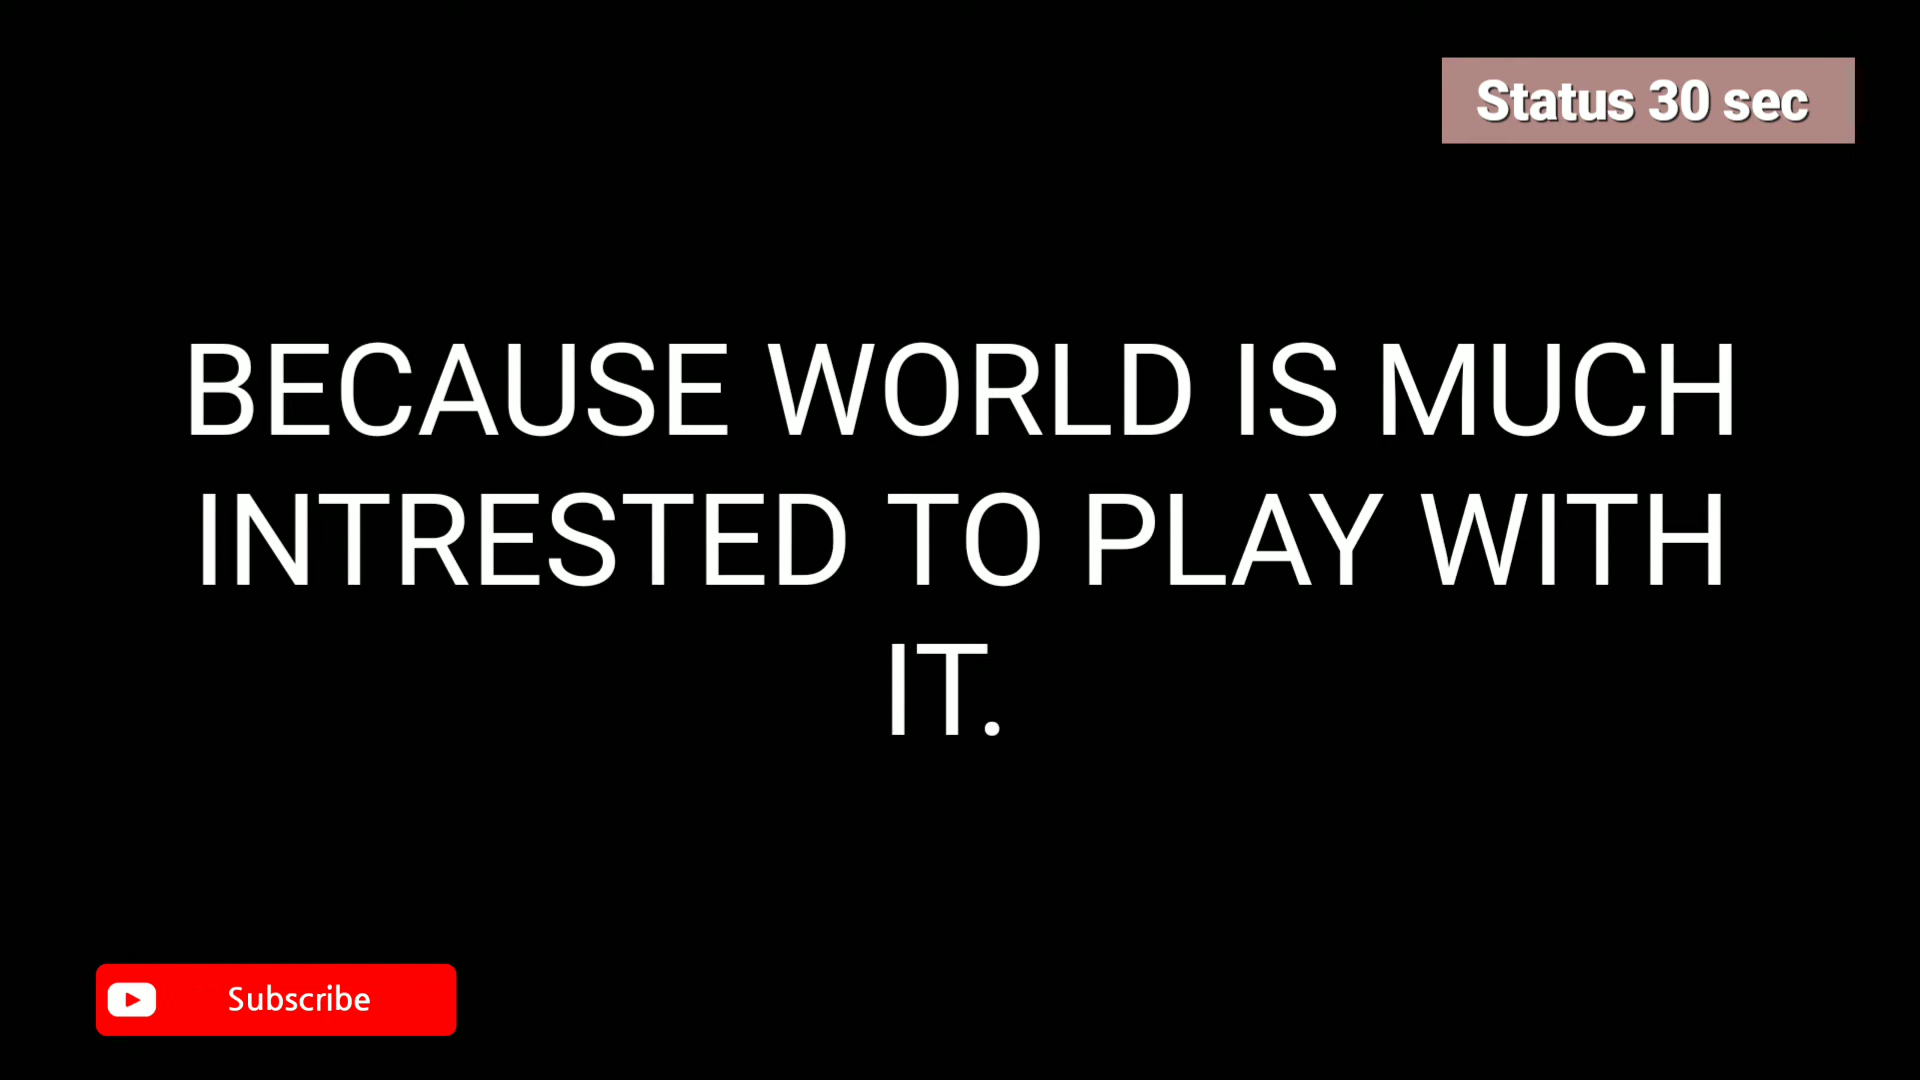 Status 30 sec
BECAUSE WORLD IS MUCH
INTRESTED TO PLAY WITH
IT.
Subscribe